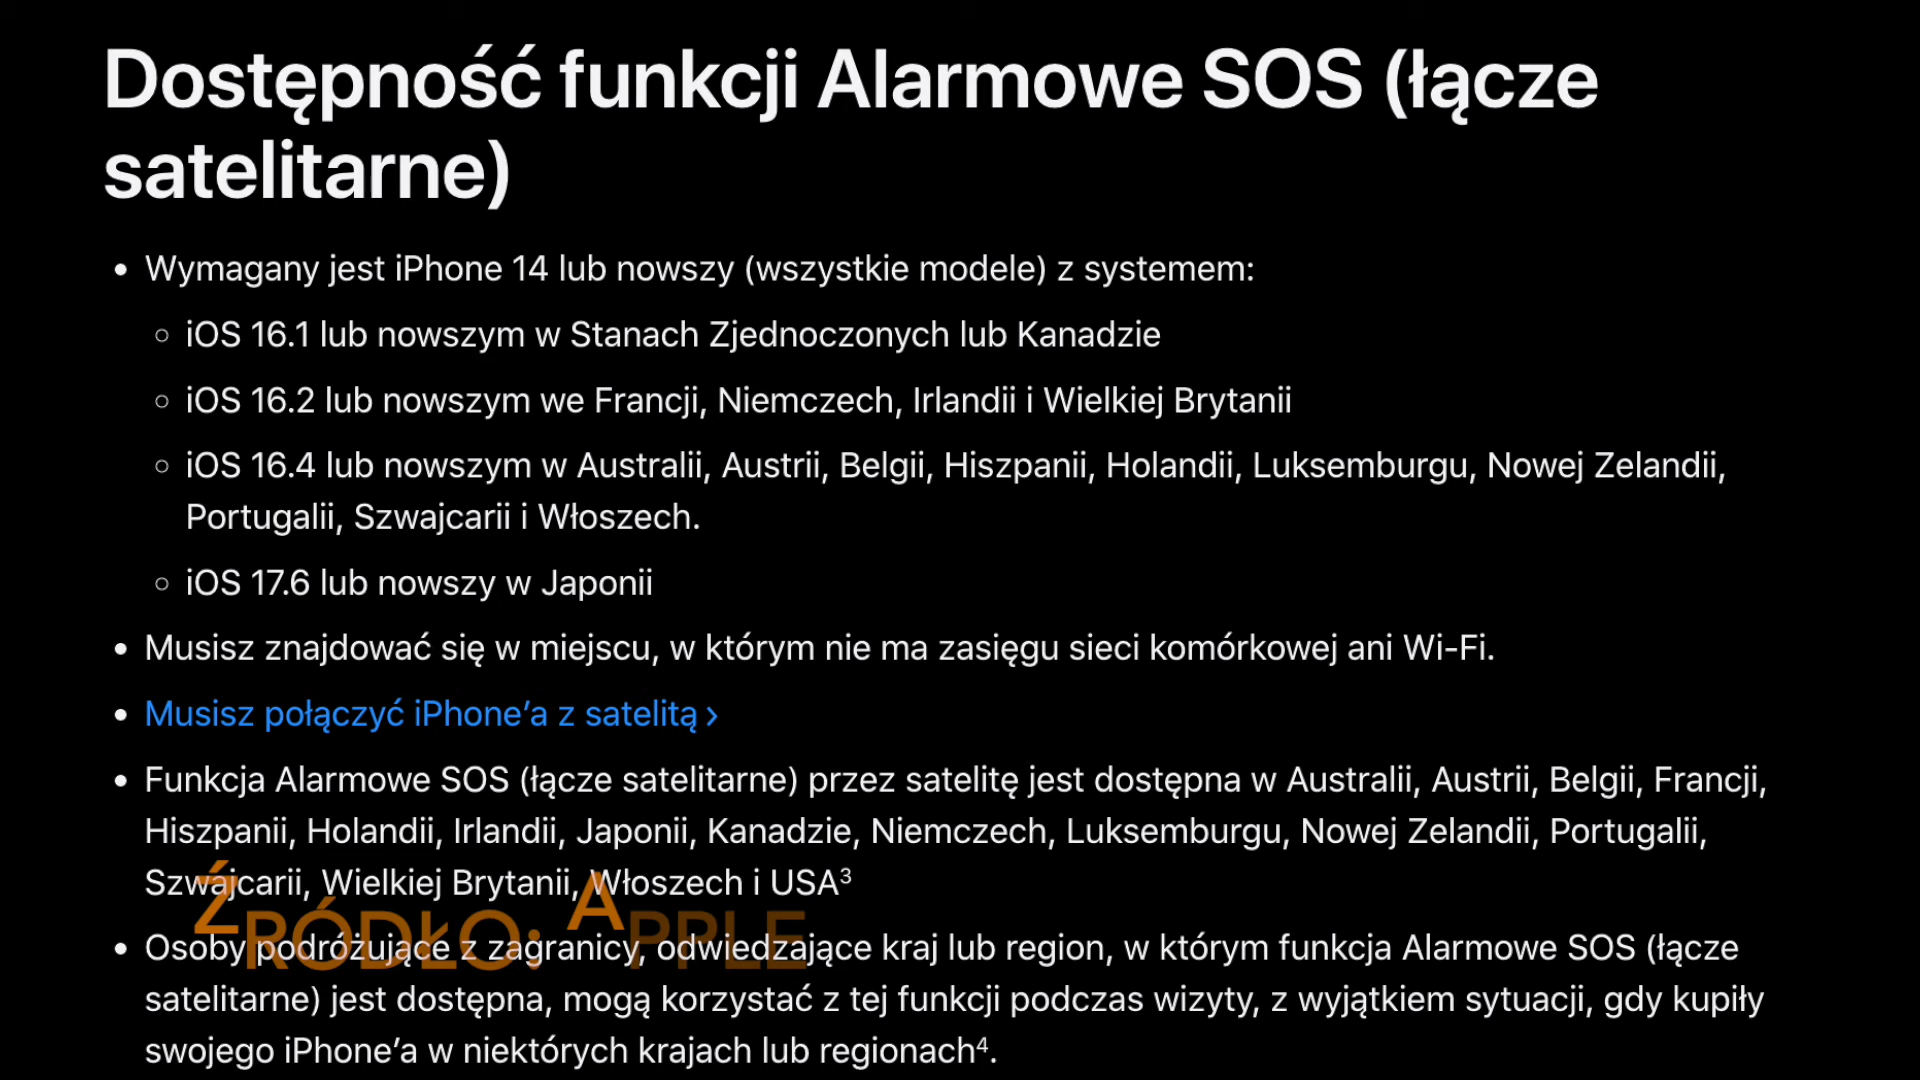 Dostępność funkcji Alarmowe SOS (łącze
satelitarne)
• Wymagany jest iPhone 14 lub nowszy (wszystkie modele) z systemem:
◦ iOS 16.1 lub nowszym w Stanach Zjednoczonych lub Kanadzie
◦ iOS 16.2 lub nowszym we Francji, Niemczech, Irlandii i Wielkiej Brytanii
◦ iOS 16.4 lub nowszym w Australii, Austrii, Belgii, Hiszpanii, Holandii, Luksemburgu, Nowej Zelandii,
Portugalii, Szwajcarii i Włoszech.
◦ iOS 17.6 lub nowszy w Japonii
• Musisz znajdować się w miejscu, w którym nie ma zasięgu sieci komórkowej ani Wi-Fi.
• Musisz połączyć iPhone’a z satelitą ›
• Funkcja Alarmowe SOS (łącze satelitarne) przez satelitę jest dostępna w Australii, Austrii, Belgii, Francji,
Hiszpanii, Holandii, Irlandii, Japonii, Kanadzie, Niemczech, Luksemburgu, Nowej Zelandii, Portugalii,
Szwajcarii, Wielkiej Brytanii, Włoszech i USA³
ŹRÓDŁO: APPLE
• Osoby podróżujące z zagranicy, odwiedzające kraj lub region, w którym funkcja Alarmowe SOS (łącze
satelitarne) jest dostępna, mogą korzystać z tej funkcji podczas wizyty, z wyjątkiem sytuacji, gdy kupiły
swojego iPhone’a w niektórych krajach lub regionach⁴.